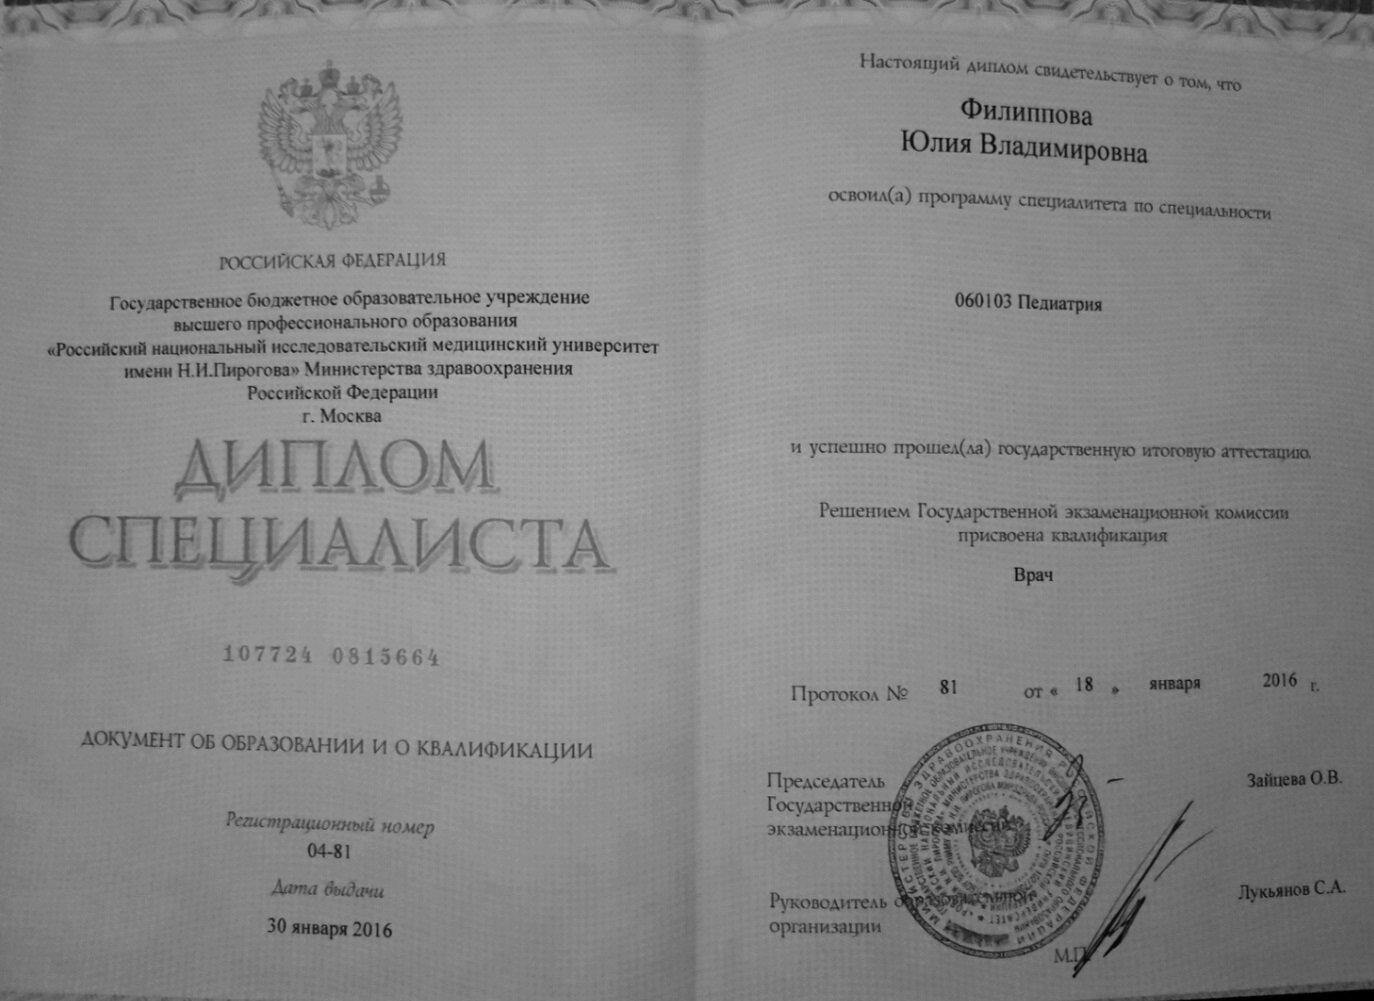 РОССИЙСКАЯ ФЕДЕРАЦИЯ
Государственное бюджетное образовательное учреждение
высшего профессионального образования
«Российский национальный исследовательский медицинский университет
имени Н.И.Пирогова» Министерства здравоохранения
Российской Федерации
г. Москва
ДИПЛОМ
СПЕЦИАЛИСТА
107724 0815664
ДОКУМЕНТ ОБ ОБРАЗОВАНИИ И О КВАЛИФИКАЦИИ
Регистрационный номер
04-81
Дата выдачи
30 января 2016
Настоящий диплом свидетельствует о том, что
Филиппова
Юлия Владимировна
освоил(а) программу специалитета по специальности
060103 Педиатрия
и успешно прошел(ла) государственную итоговую аттестацию.
Решением Государственной экзаменационной комиссии
присвоена квалификация
Врач
Протокол № 81 от « 18 » января 2016 г.
Председатель
Государственной
экзаменационной комиссии
Зайцева О.В.
Руководитель образовательной
организации
Лукьянов С.А.
М.П.